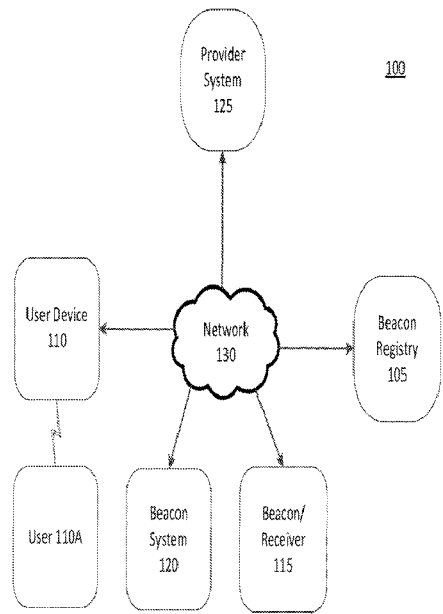 Provider
System
125
100
User Device
110
Network
130
Beacon
Registry
105
User 110A
Beacon
System
120
Beacon/
Receiver
115